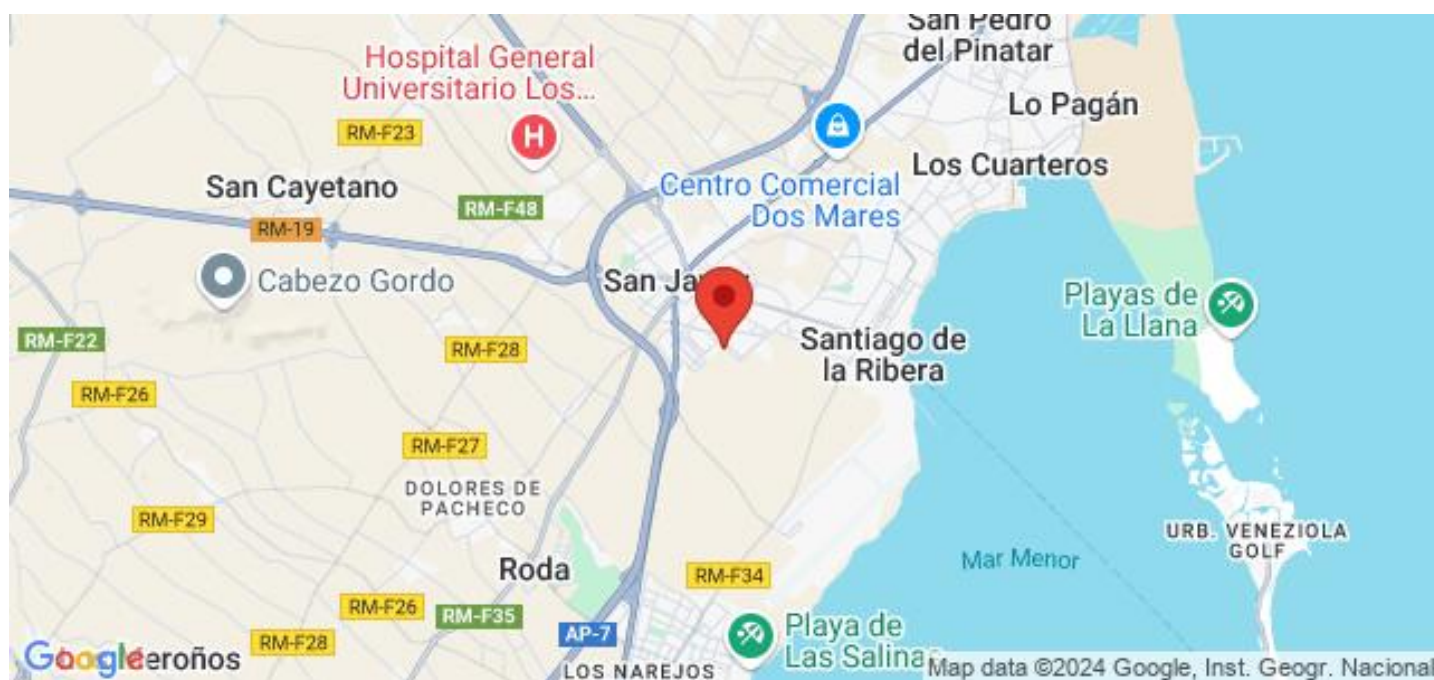 San Pedro
del Pinatar
Hospital General
Universitario Los...
H
Lo Pagán
RM-F23
Los Cuarteros
San Cayetano
Centro Comercial
Dos Mares
RM-F48
RM-19
San Ja
Cabezo Gordo
Playas de
La Llana
RM-F22
RM-F28
Santiago de
la Ribera
RM-F26
RM-F27
DOLORES DE
PACHECO
RM-F29
URB. VENEZIOLA
GOLF
Mar Menor
Roda
RM-F34
RM-F26
RM-F35
AP-7
Playa de
Las Salinas
RM-F28
Google
eroños
LOS NAREJOS
Map data ©2024 Google, Inst. Geogr. Nacional